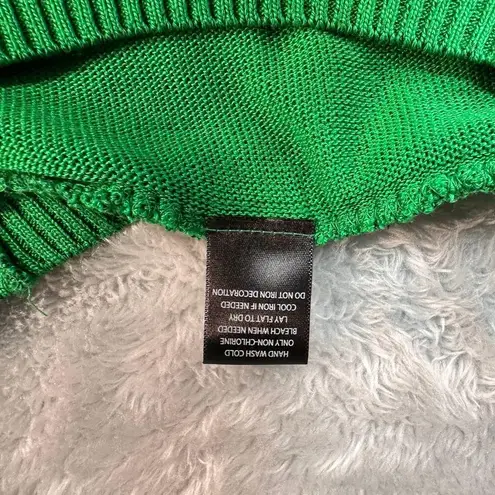 HAND WASH COLD
ONLY NON-CHLORINE
BLEACH WHEN NEEDED
LAY FLAT TO DRY
COOL IRON IF NEEDED
DO NOT IRON DECORATION